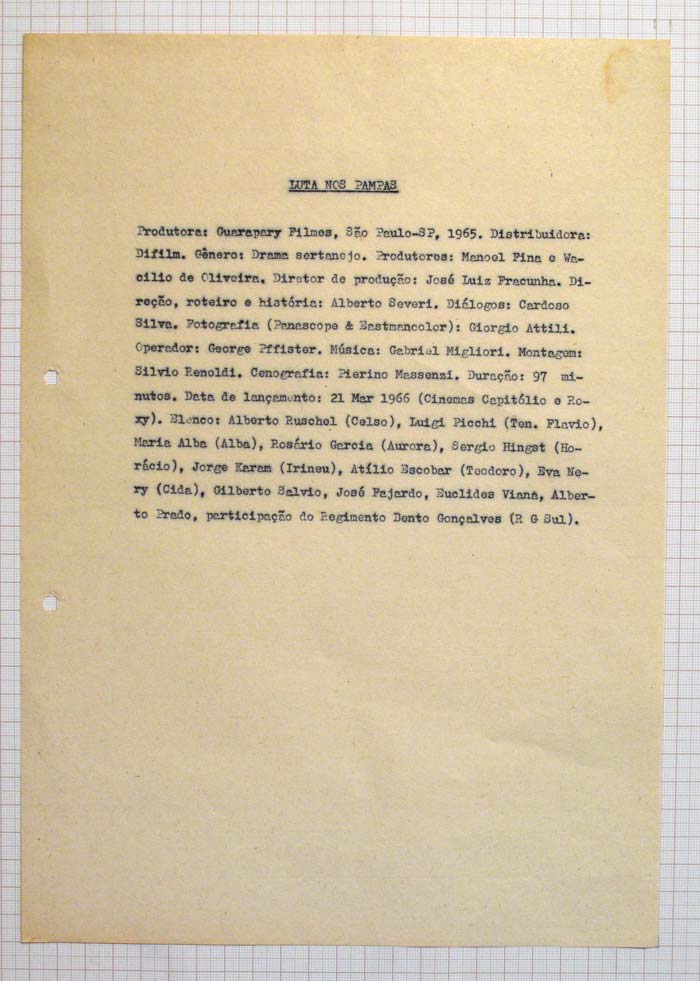 LUTA NOS PAMPAS
Produtora: Guarapary Filmes, São Paulo-SP, 1965. Distribuidora:
Difilm. Gênero: Drama sertanejo. Produtores: Manoel Fina e Wa-
cilio de Oliveira. Diretor de produção: José Luiz Fracunha. Di-
reção, roteiro e história: Alberto Severi. Diálogos: Cardoso
Silva. Fotografia (Panascope & Eastmancolor): Giorgio Attili.
Operador: George Pffister. Música: Gabriel Migliori. Montagem:
Silvio Renoldi. Cenografia: Pierino Massenzi. Duração: 97 mi-
nutos. Data de lançamento: 21 Mar 1966 (Cinemas Capitólio e Ro-
xy). Elenco: Alberto Ruschel (Celso), Luigi Picchi (Ten. Flavio),
Maria Alba (Alba), Rosário Garcia (Aurora), Sergio Hingst (Ho-
rácio), Jorge Karam (Irineu), Atílio Escobar (Teodoro), Eva Ne-
ry (Cida), Gilberto Salvio, José Fajardo, Euclides Viana, Alber-
to Prado, participação do Regimento Dento Gonçalves (R G Sul).